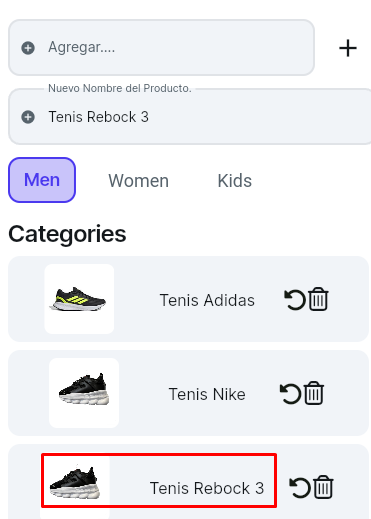 Agregar....
Nuevo Nombre del Producto.
Tenis Rebock 3
Men
Women
Kids
Categories
Tenis Adidas
Tenis Nike
Tenis Rebock 3